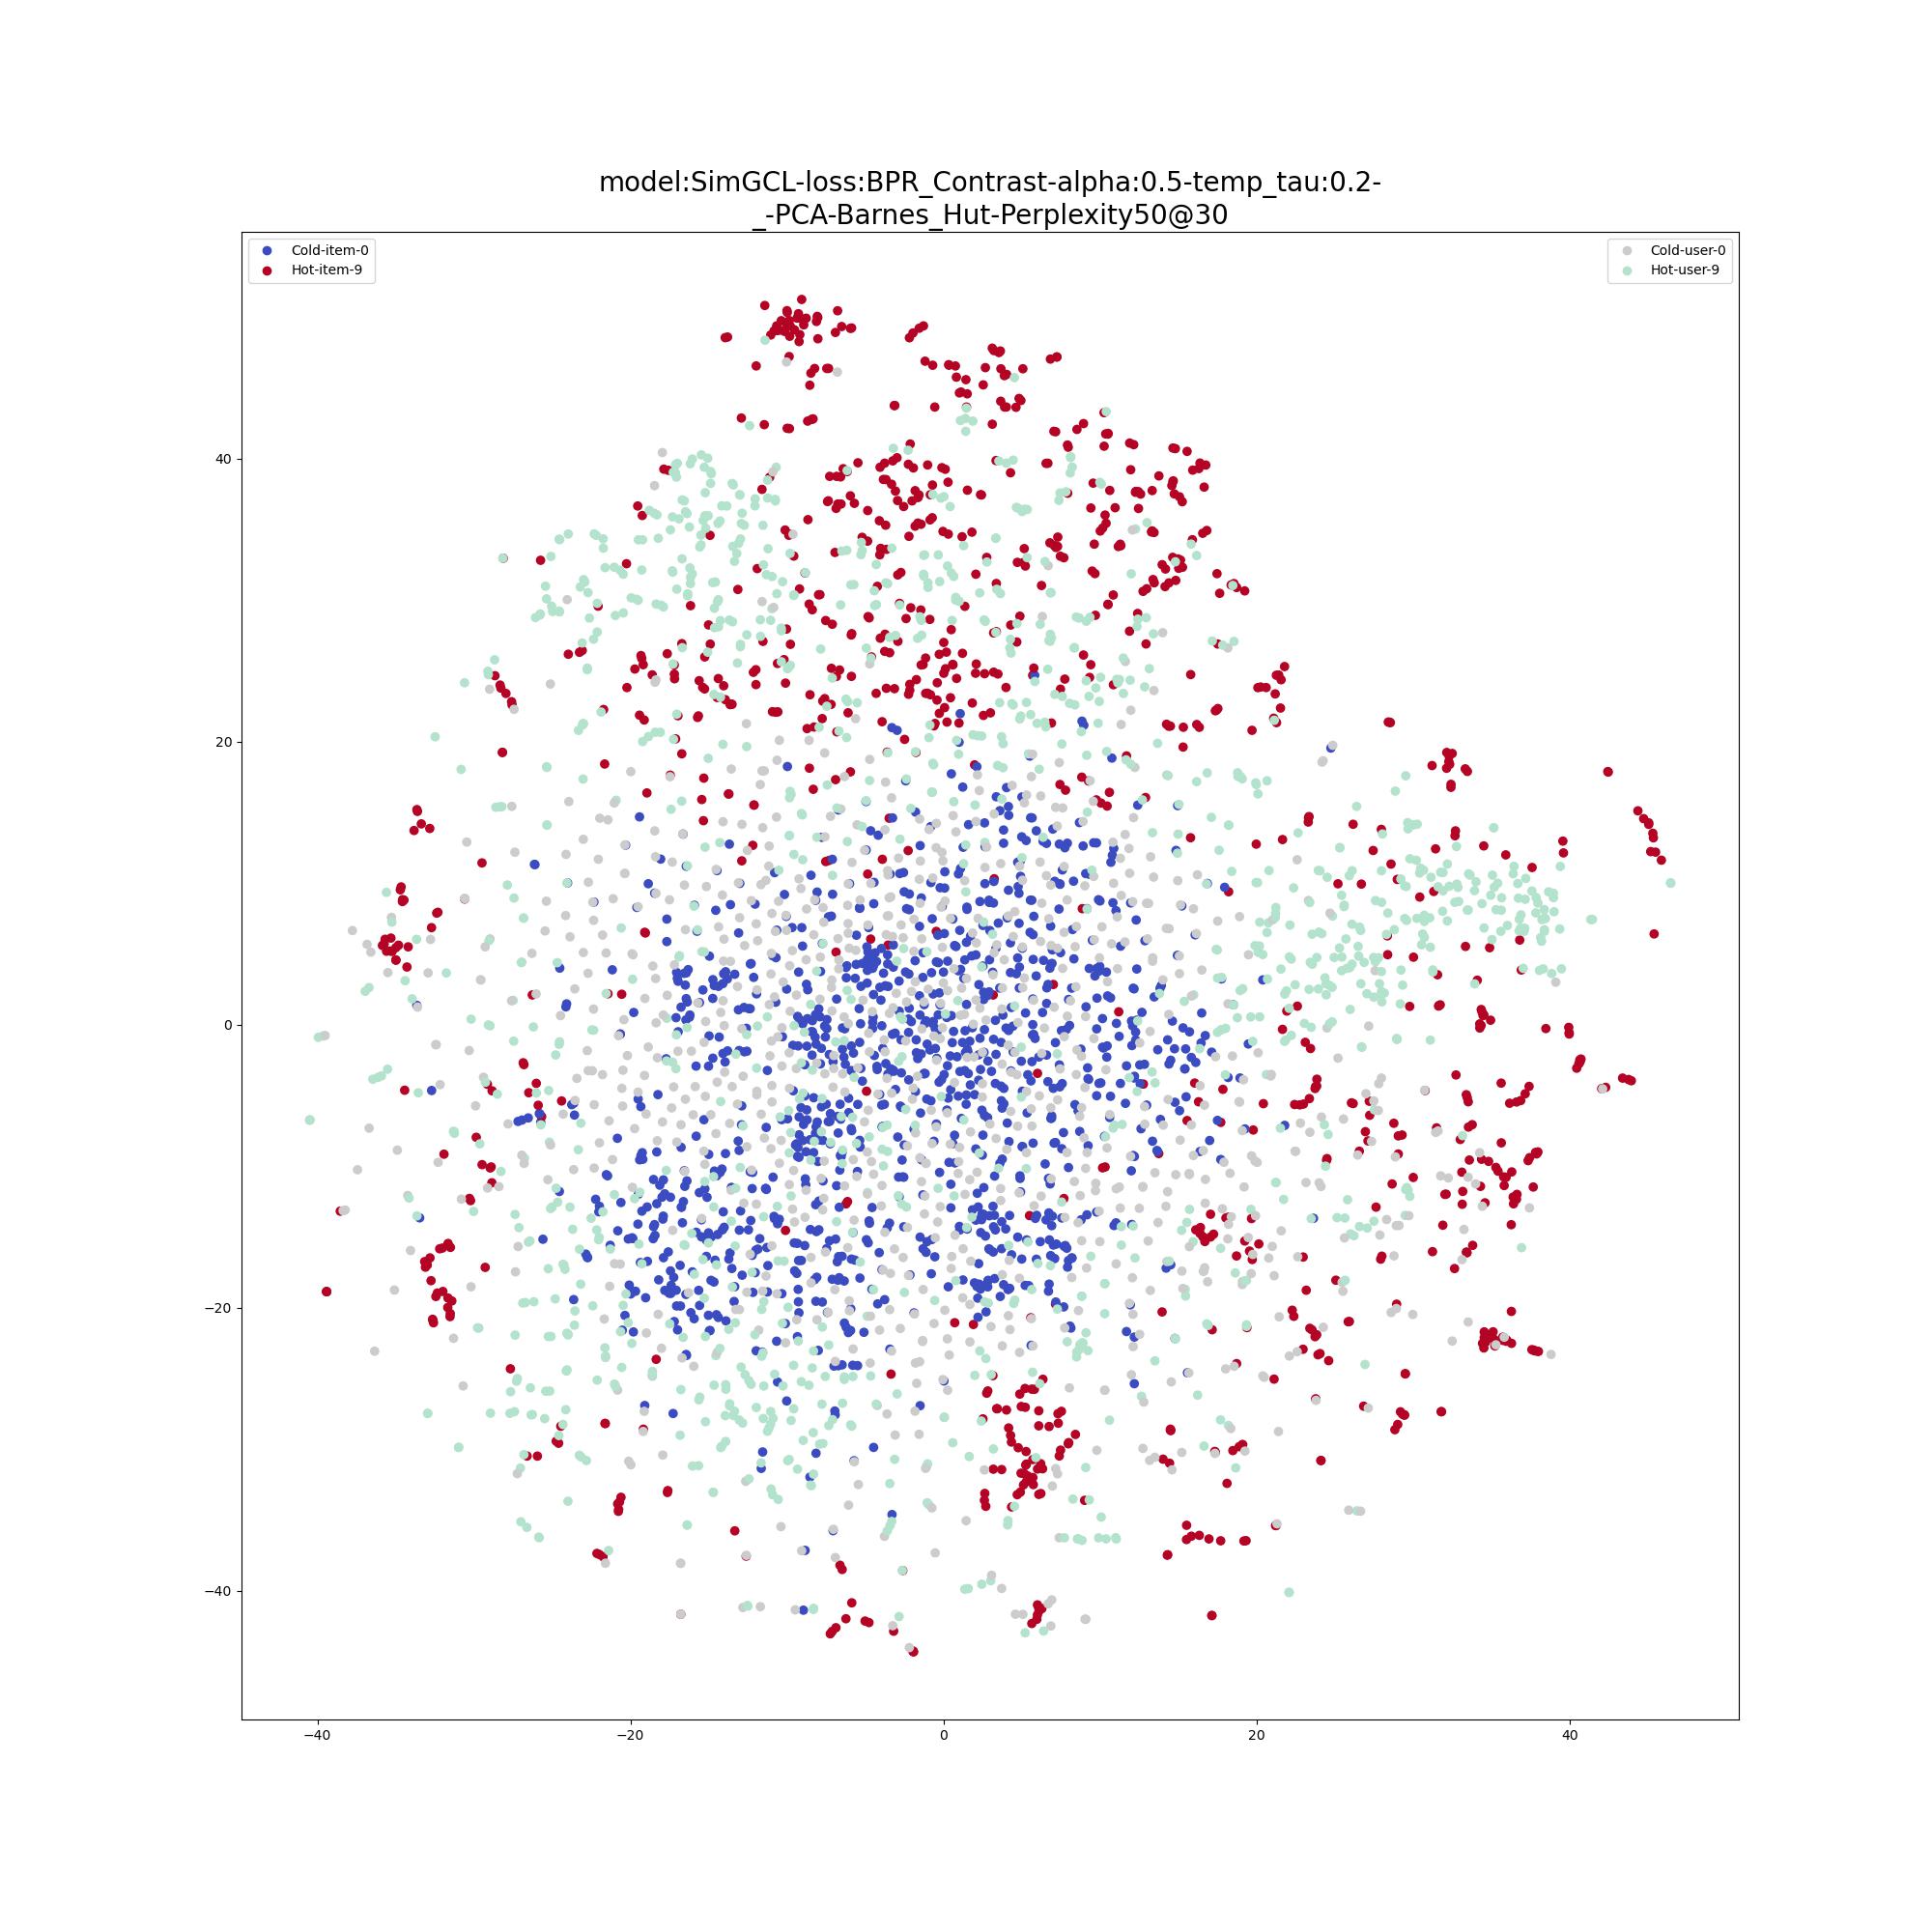 model:SimGCL-loss:BPR_Contrast-alpha:0.5-temp_tau:0.2-
_-PCA-Barnes_Hut-Perplexity50@30
Cold-item-0
Hot-item-9
Cold-user-0
Hot-user-9
40
20
0
−20
−40
−40
−20
0
20
40